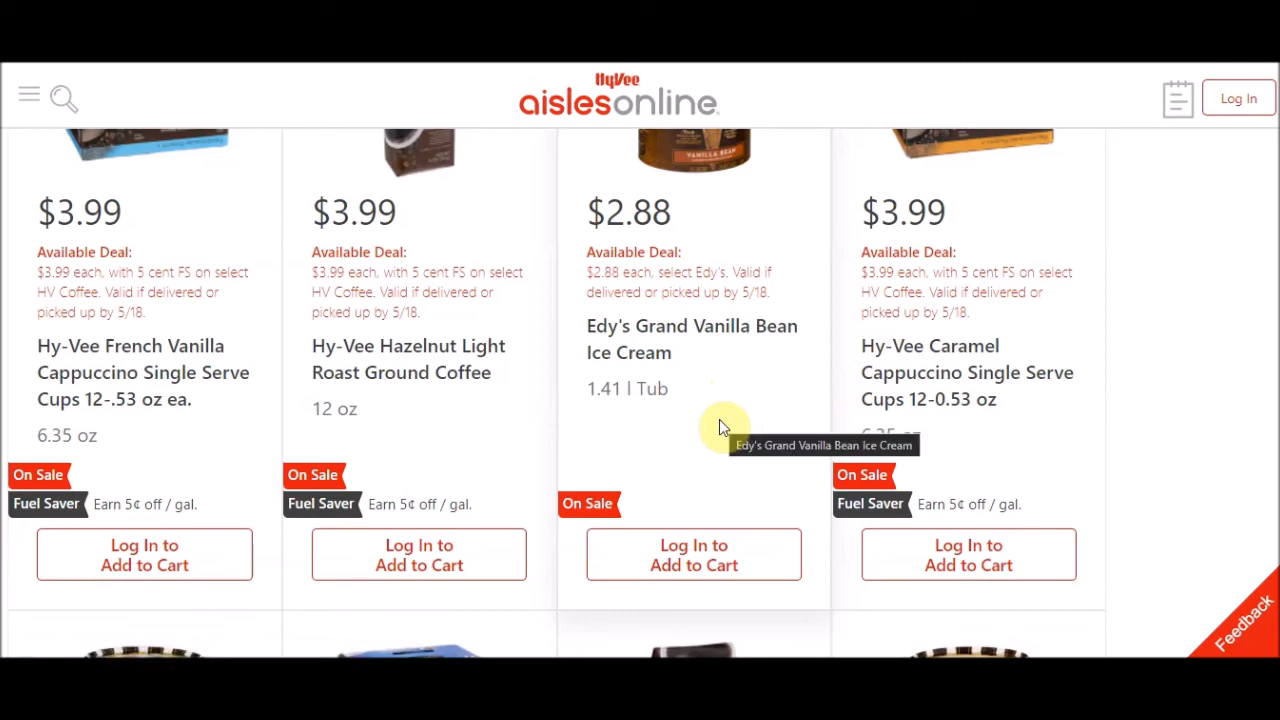 HyVee
aislesonline
Log In
VANILLA BEAN
$3.99
Available Deal:
$3.99 each, with 5 cent FS on select
HV Coffee. Valid if delivered or
picked up by 5/18.
Hy-Vee French Vanilla
Cappuccino Single Serve
Cups 12-.53 oz ea.
6.35 oz
On Sale
Fuel Saver Earn 5¢ off / gal.
Log In to
Add to Cart
$3.99
Available Deal:
$3.99 each, with 5 cent FS on select
HV Coffee. Valid if delivered or
picked up by 5/18.
Hy-Vee Hazelnut Light
Roast Ground Coffee
12 oz
On Sale
Fuel Saver Earn 5¢ off / gal.
Log In to
Add to Cart
$2.88
Available Deal:
$2.88 each, select Edy's. Valid if
delivered or picked up by 5/18.
Edy's Grand Vanilla Bean
Ice Cream
1.41 l Tub
Edy's Grand Vanilla Bean Ice Cream
On Sale
Log In to
Add to Cart
$3.99
Available Deal:
$3.99 each, with 5 cent FS on select
HV Coffee. Valid if delivered or
picked up by 5/18.
Hy-Vee Caramel
Cappuccino Single Serve
Cups 12-0.53 oz
6.35 oz
On Sale
Fuel Saver Earn 5¢ off / gal.
Log In to
Add to Cart
Feedback